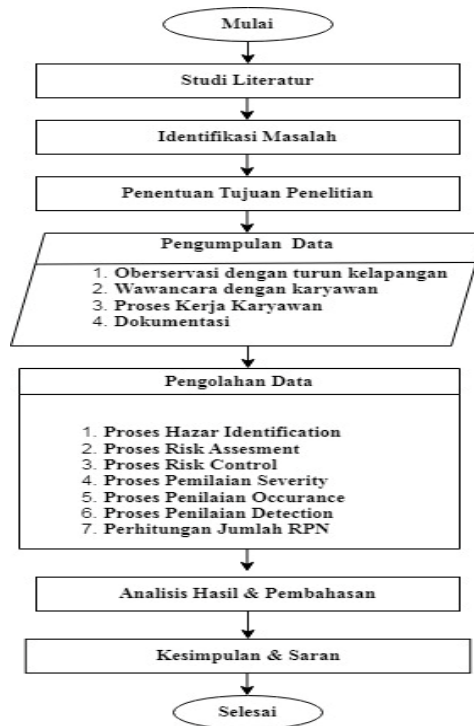 Mulai
Studi Literatur
Identifikasi Masalah
Penentuan Tujuan Penelitian
Pengumpulan Data
1. Oberservasi dengan turun kelapangan
2. Wawancara dengan karyawan
3. Proses Kerja Karyawan
4. Dokumentasi
Pengolahan Data
1. Proses Hazar Identification
2. Proses Risk Assesment
3. Proses Risk Control
4. Proses Pemilaian Severity
5. Proses Penilaian Occurance
6. Proses Penilaian Detection
7. Perhitungan Jumlah RPN
Analisis Hasil & Pembahasan
Kesimpulan & Saran
Selesai